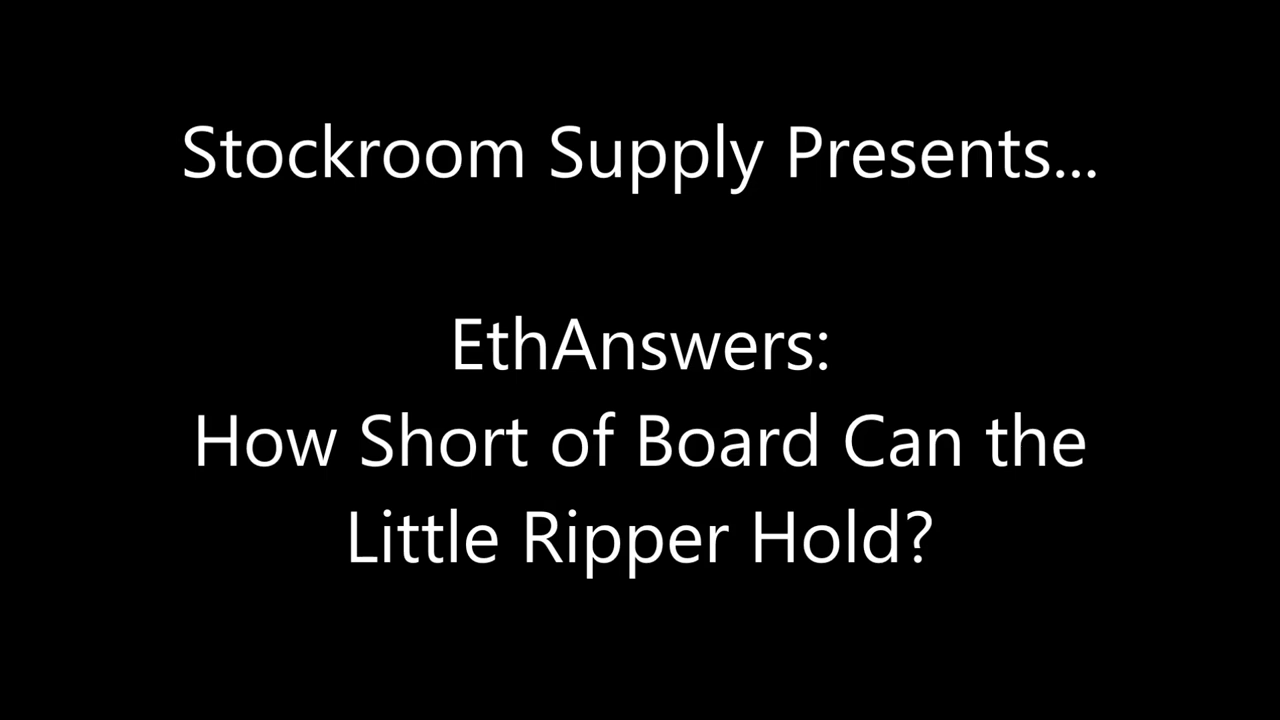 Stockroom Supply Presents...
EthAnswers:
How Short of Board Can the
Little Ripper Hold?